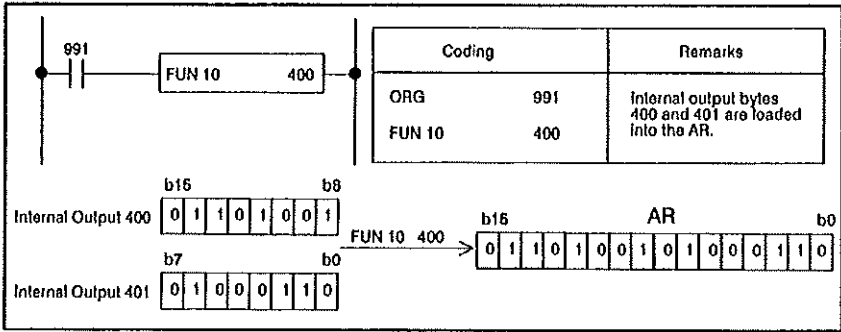 991
FUN 10 400
Coding Remarks
ORG 991 Internal output bytes
400 and 401 are loaded
FUN 10 400 into the AR.
b15 b8
Internal Output 400 0 1 1 0 1 0 0 1
FUN 10 400
b15 AR b0
0 1 1 0 1 0 0 1 0 1 0 0 0 1 1 0
b7 b0
Internal Output 401 0 1 0 0 0 1 1 0